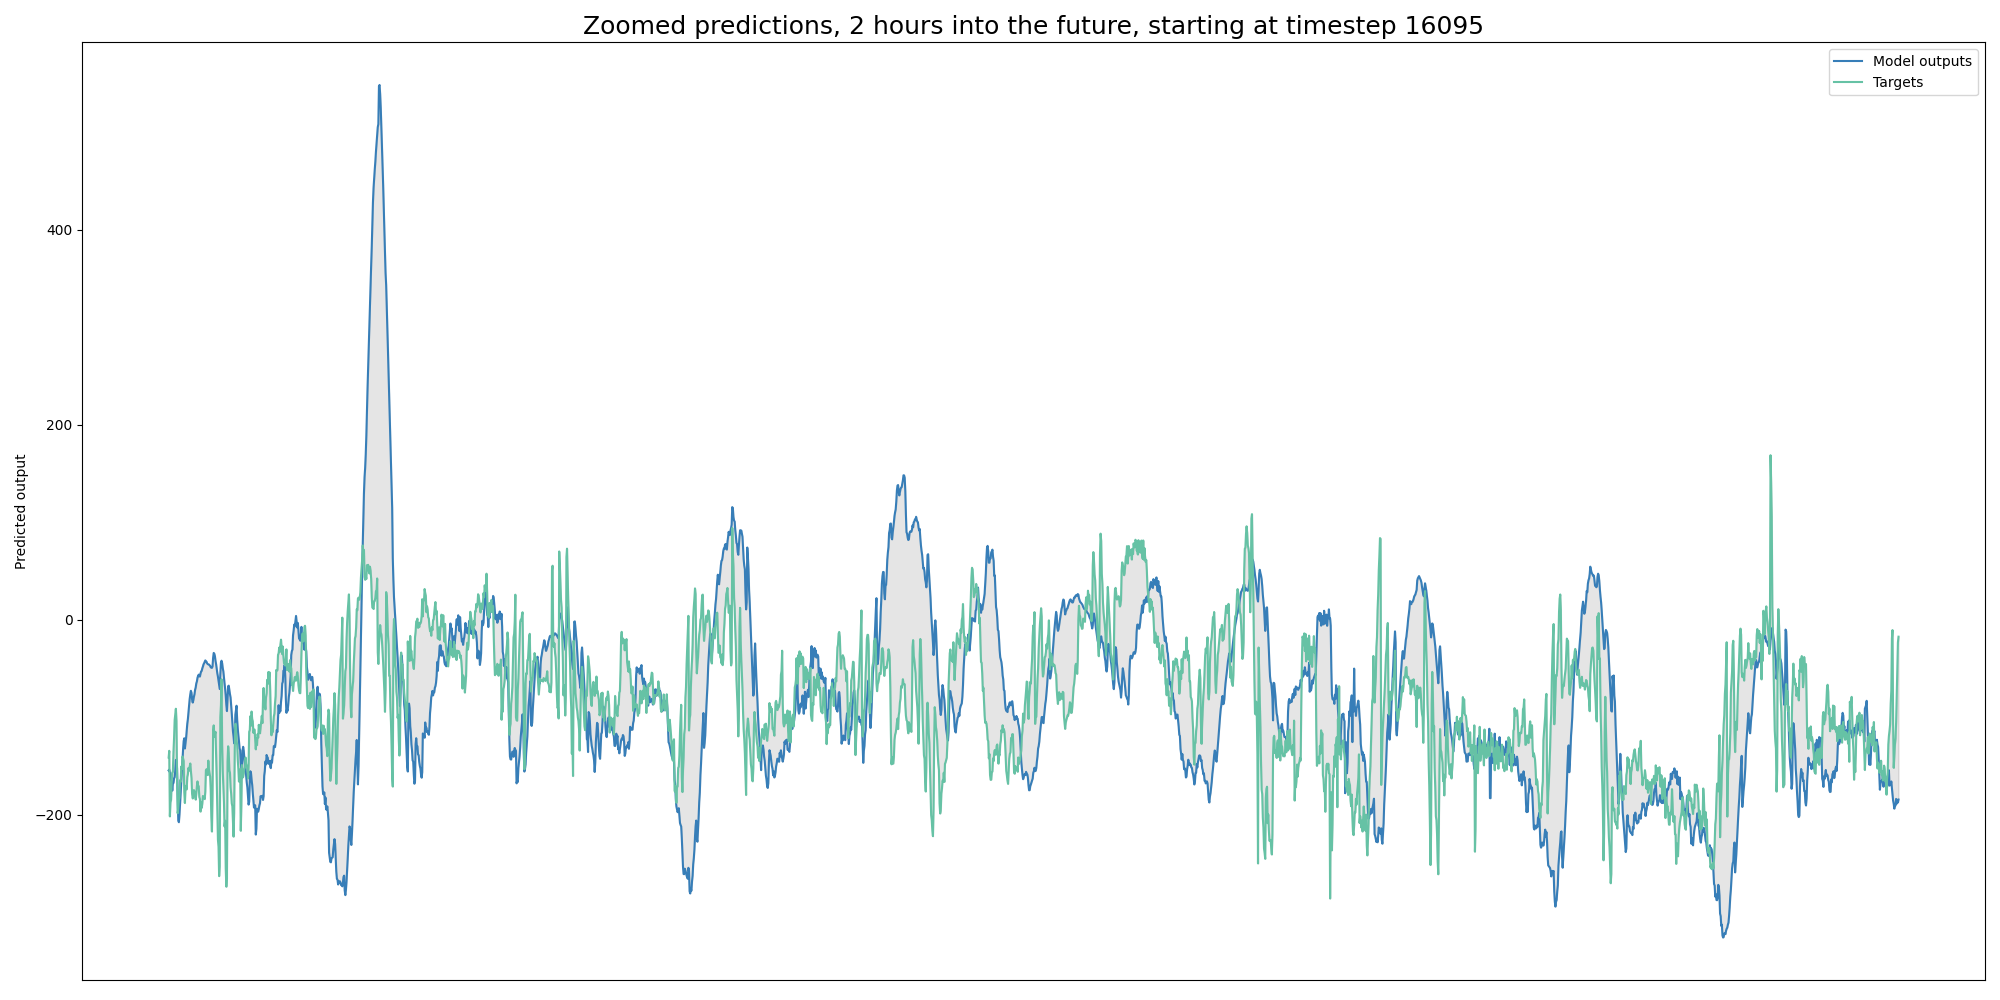 Zoomed predictions, 2 hours into the future, starting at timestep 16095
Model outputs
Targets
Predicted output
400
200
0
−200